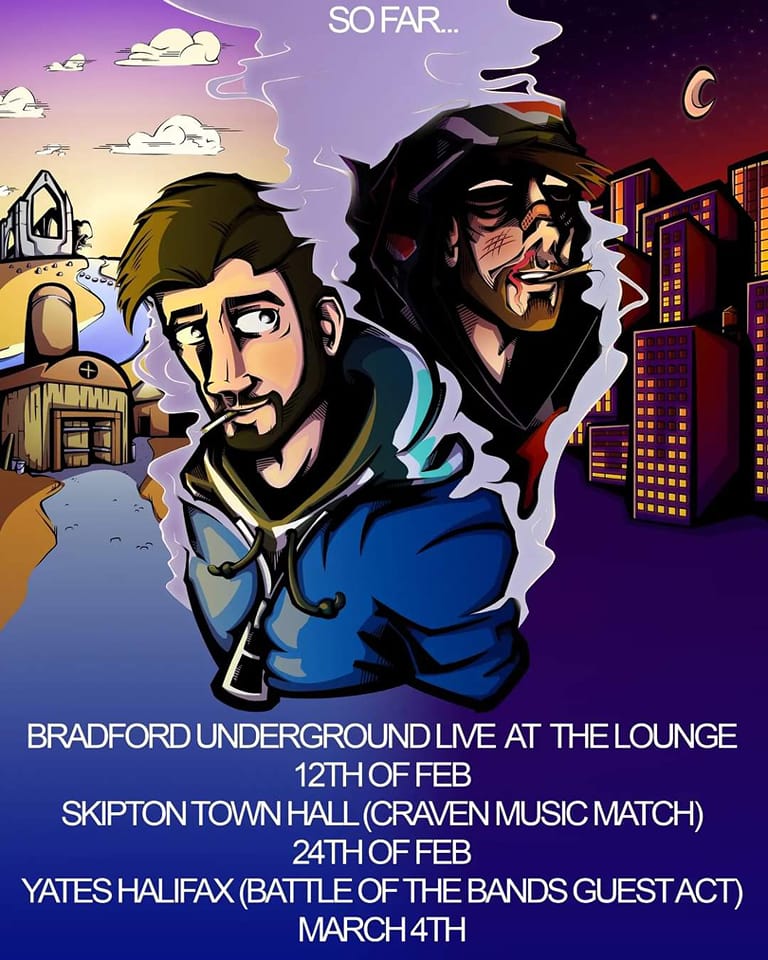 SO FAR...
BRADFORD UNDERGROUND LIVE AT THE LOUNGE
12TH OF FEB
SKIPTON TOWN HALL (CRAVEN MUSIC MATCH)
24TH OF FEB
YATES HALIFAX (BATTLE OF THE BANDS GUEST ACT)
MARCH 4TH